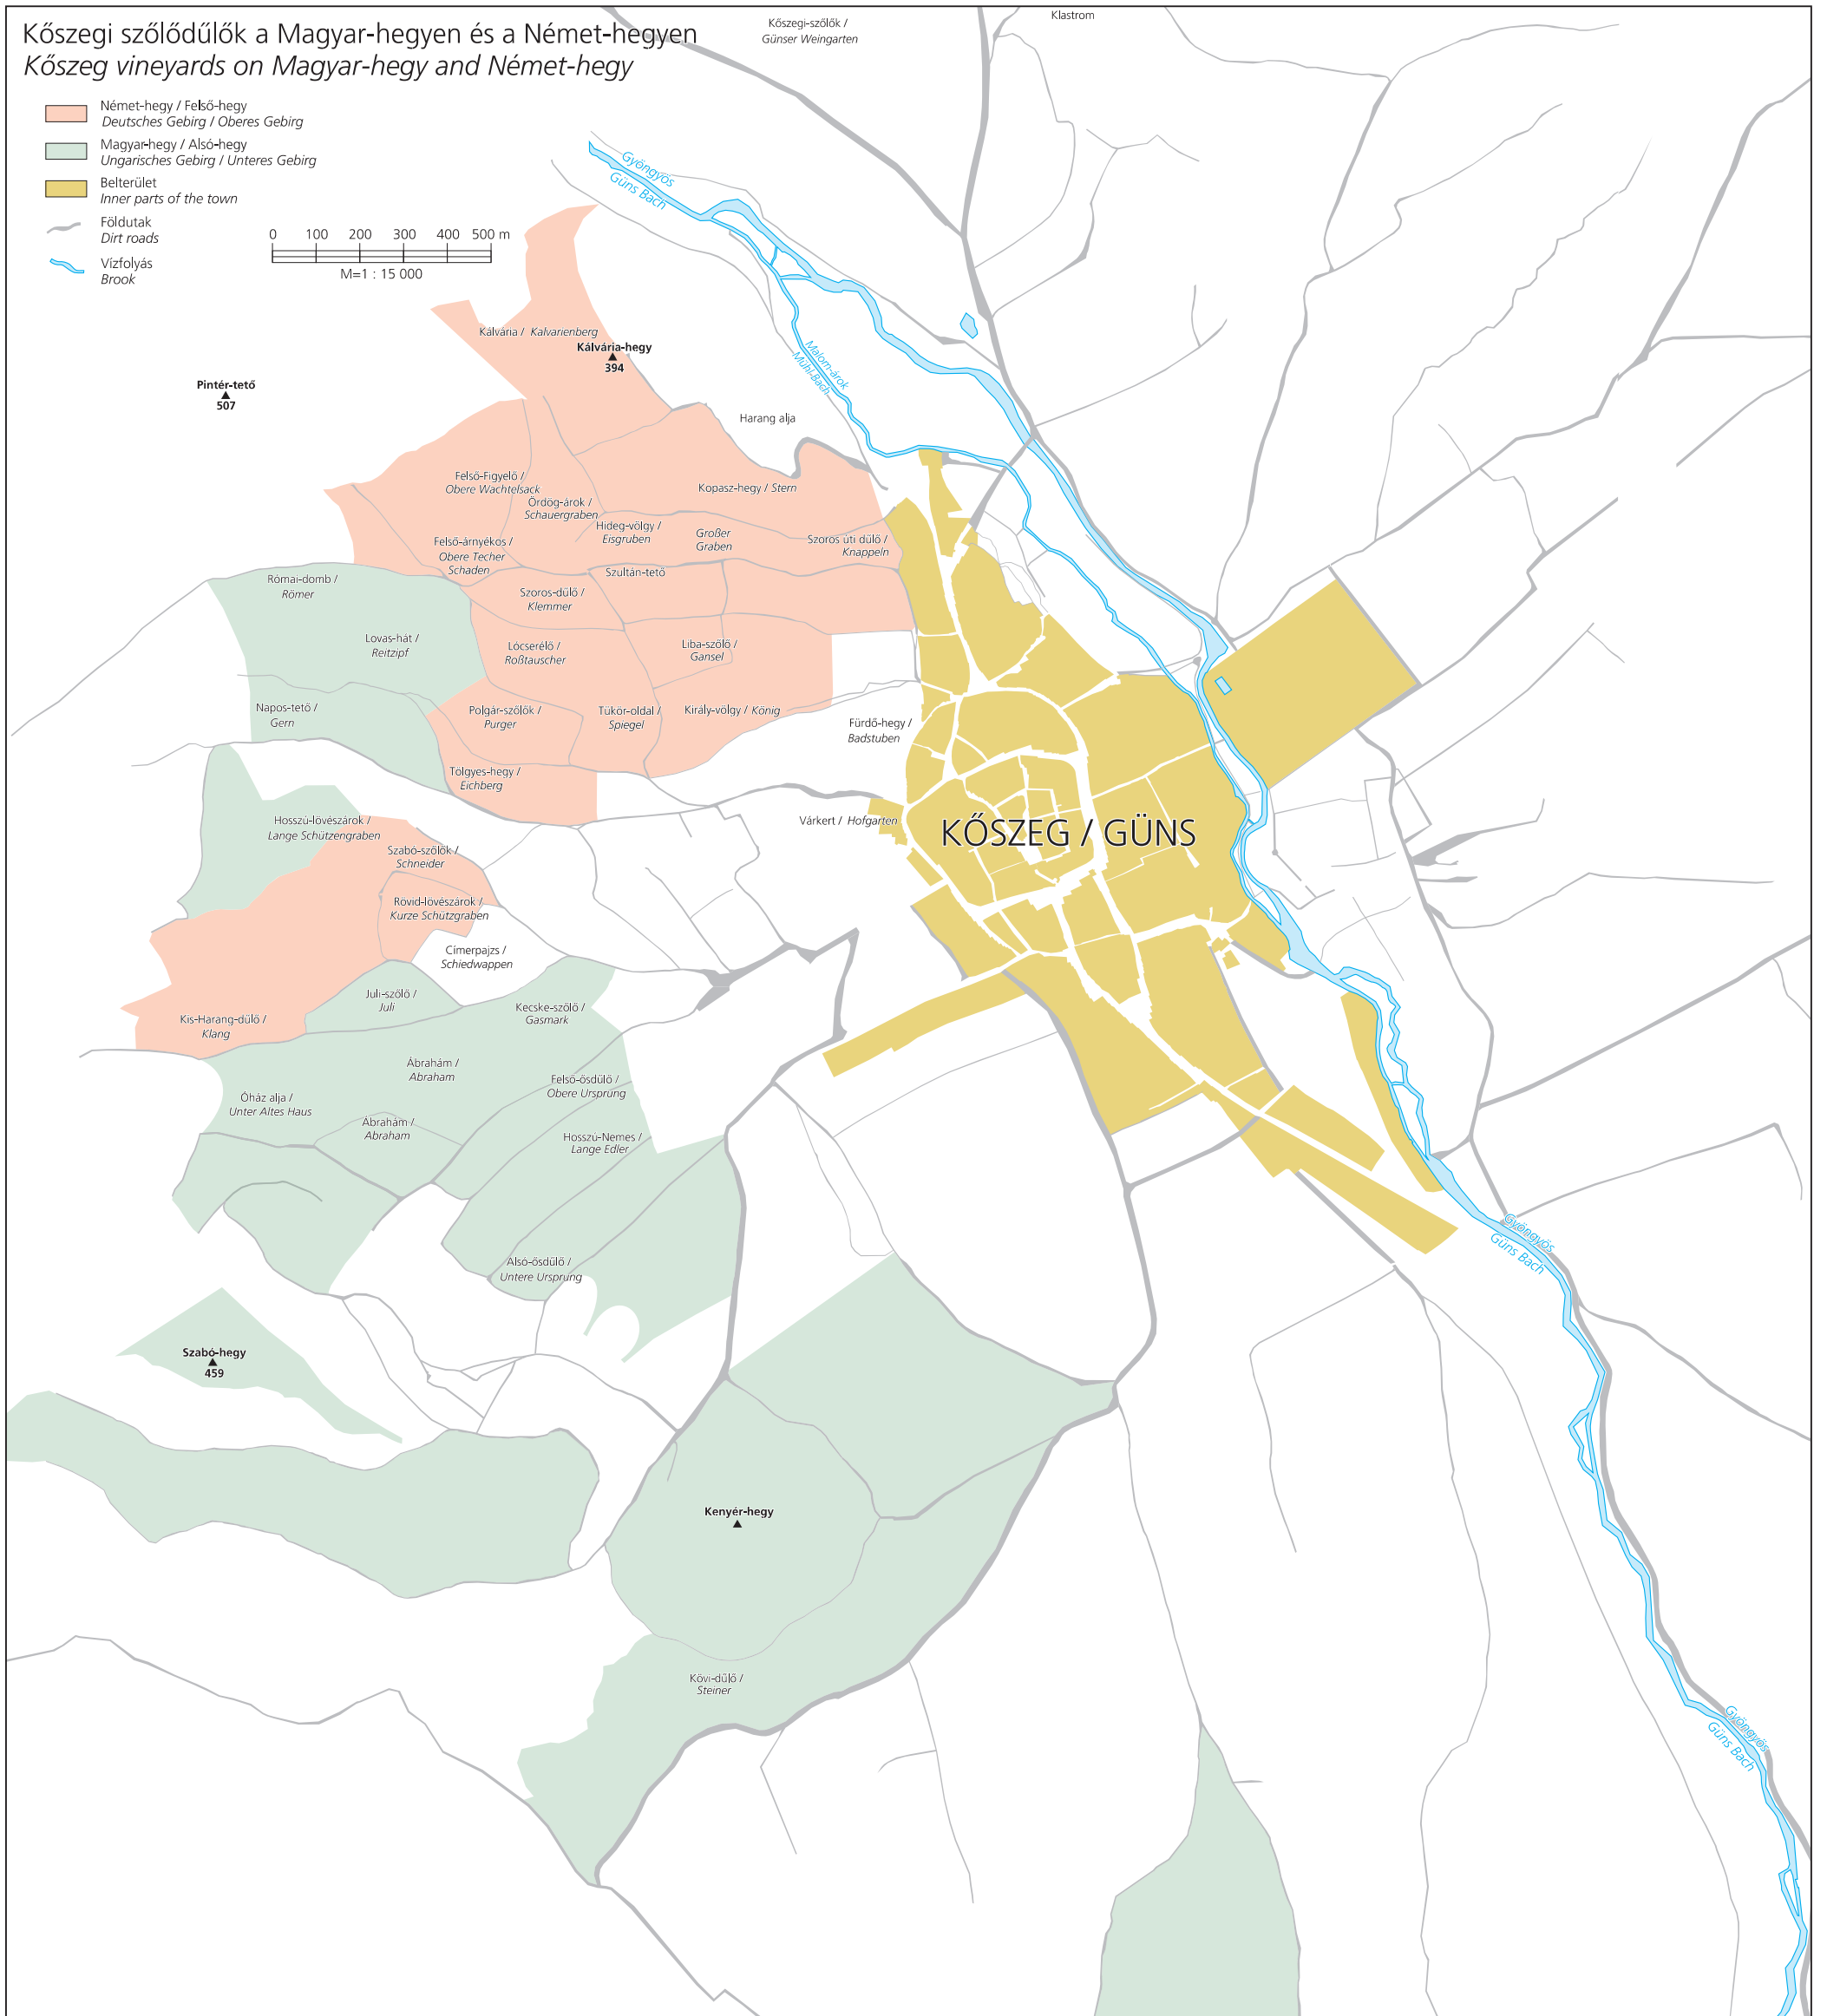 Kőszegi szőlődűlők a Magyar-hegyen és a Német-hegyen
Kőszeg vineyards on Magyar-hegy and Német-hegy
Német-hegy / Felső-hegy
Deutsches Gebirg / Oberes Gebirg
Magyar-hegy / Alsó-hegy
Ungarisches Gebirg / Unteres Gebirg
Belterület
Inner parts of the town
Földutak
Dirt roads
Vízfolyás
Brook
0 100 200 300 400 500 m
M=1 : 15 000
Kőszegi-szőlők /
Günser Weingarten
Klastrom
Gyöngyös
Güns Bach
Malom-árok
Mühl-Bach
Kálvária / Kalvarienberg
Kálvária-hegy
394
Pintér-tető
507
Harang alja
Felső-Figyelő /
Obere Wachtelsack
Kopasz-hegy / Stern
Ördög-árok /
Schauergraben
Hideg-völgy /
Eisgruben
Großer
Graben
Szoros úti dűlő /
Knappeln
Felső-árnyékos /
Obere Techer
Schaden
Szultán-tető
Római-domb /
Römer
Szoros-dűlő /
Klemmer
Lovas-hát /
Reitzipf
Lócserélő /
Roßtauscher
Liba-szőlő /
Gansel
Napos-tető /
Gern
Polgár-szőlők /
Purger
Tükör-oldal /
Spiegel
Király-völgy / König
Fürdő-hegy /
Badstuben
Tölgyes-hegy /
Eichberg
Hosszú-lövészárok /
Lange Schützengraben
Várkert / Hofgarten
KŐSZEG / GÜNS
Szabó-szőlők /
Schneider
Rövid-lövészárok /
Kurze Schützgraben
Címerpajzs /
Schiedwappen
Juli-szőlő /
Juli
Kecske-szőlő /
Gasmark
Kis-Harang-dűlő /
Klang
Ábrahám /
Abraham
Felső-ősdűlő /
Obere Ursprung
Óház alja /
Unter Altes Haus
Ábrahám /
Abraham
Hosszú-Nemes /
Lange Edler
Alsó-ősdűlő /
Untere Ursprung
Gyöngyös
Güns Bach
Szabó-hegy
459
Kenyér-hegy
Kövi-dűlő /
Steiner
Gyöngyös
Güns Bach